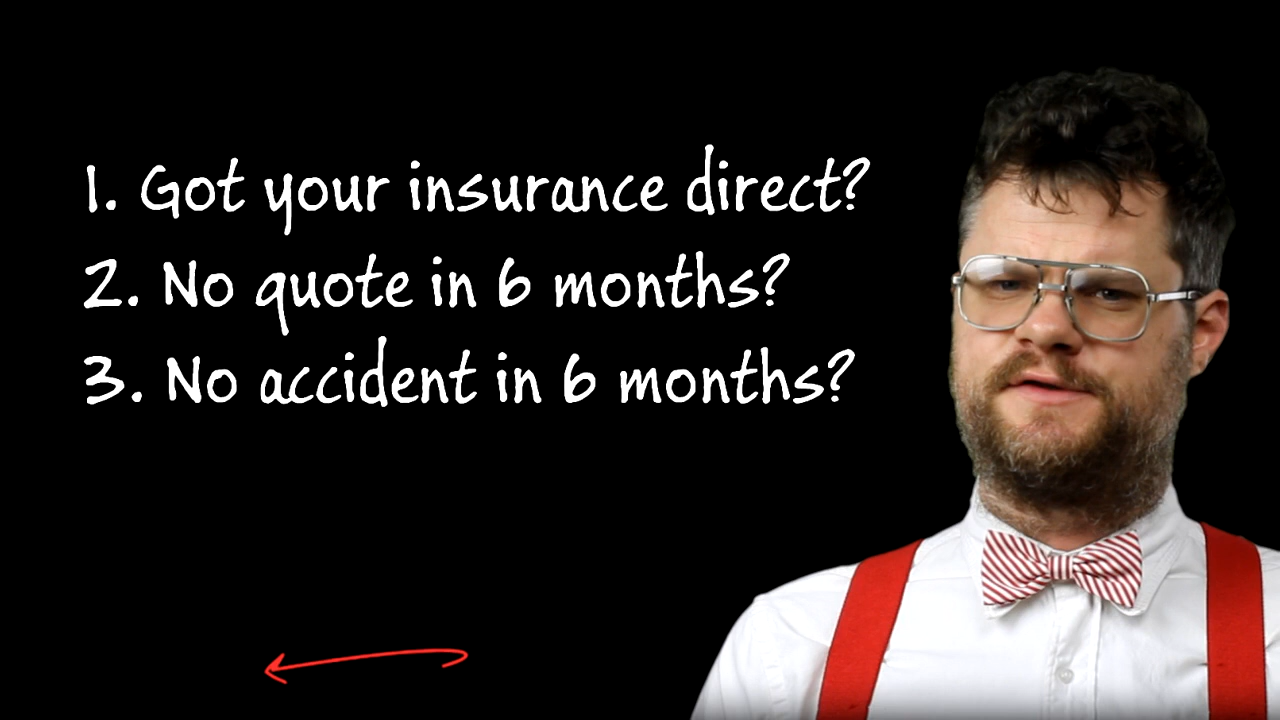 1. Got your insurance direct?
2. No quote in 6 months?
3. No accident in 6 months?